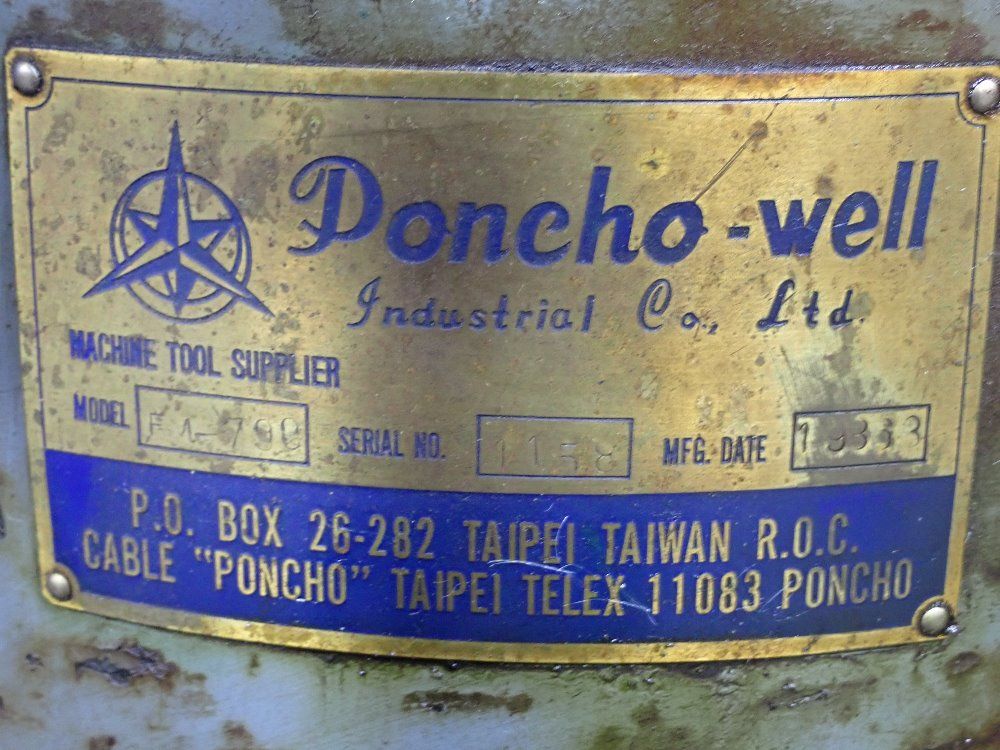 Poncho-well
Industrial Co., Ltd.
MACHINE TOOL SUPPLIER
MODEL SERIAL NO. 1158 MFG. DATE
P.O. BOX 26-282 TAIPEI TAIWAN R.O.C.
CABLE "PONCHO" TAIPEI TELEX 11083 PONCHO